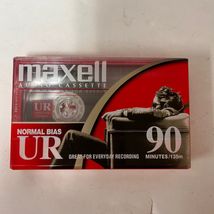 maxell
AUDIO CASSETTE
UR
NORMAL BIAS
UR
GREAT FOR EVERYDAY RECORDING
90
MINUTES/135m